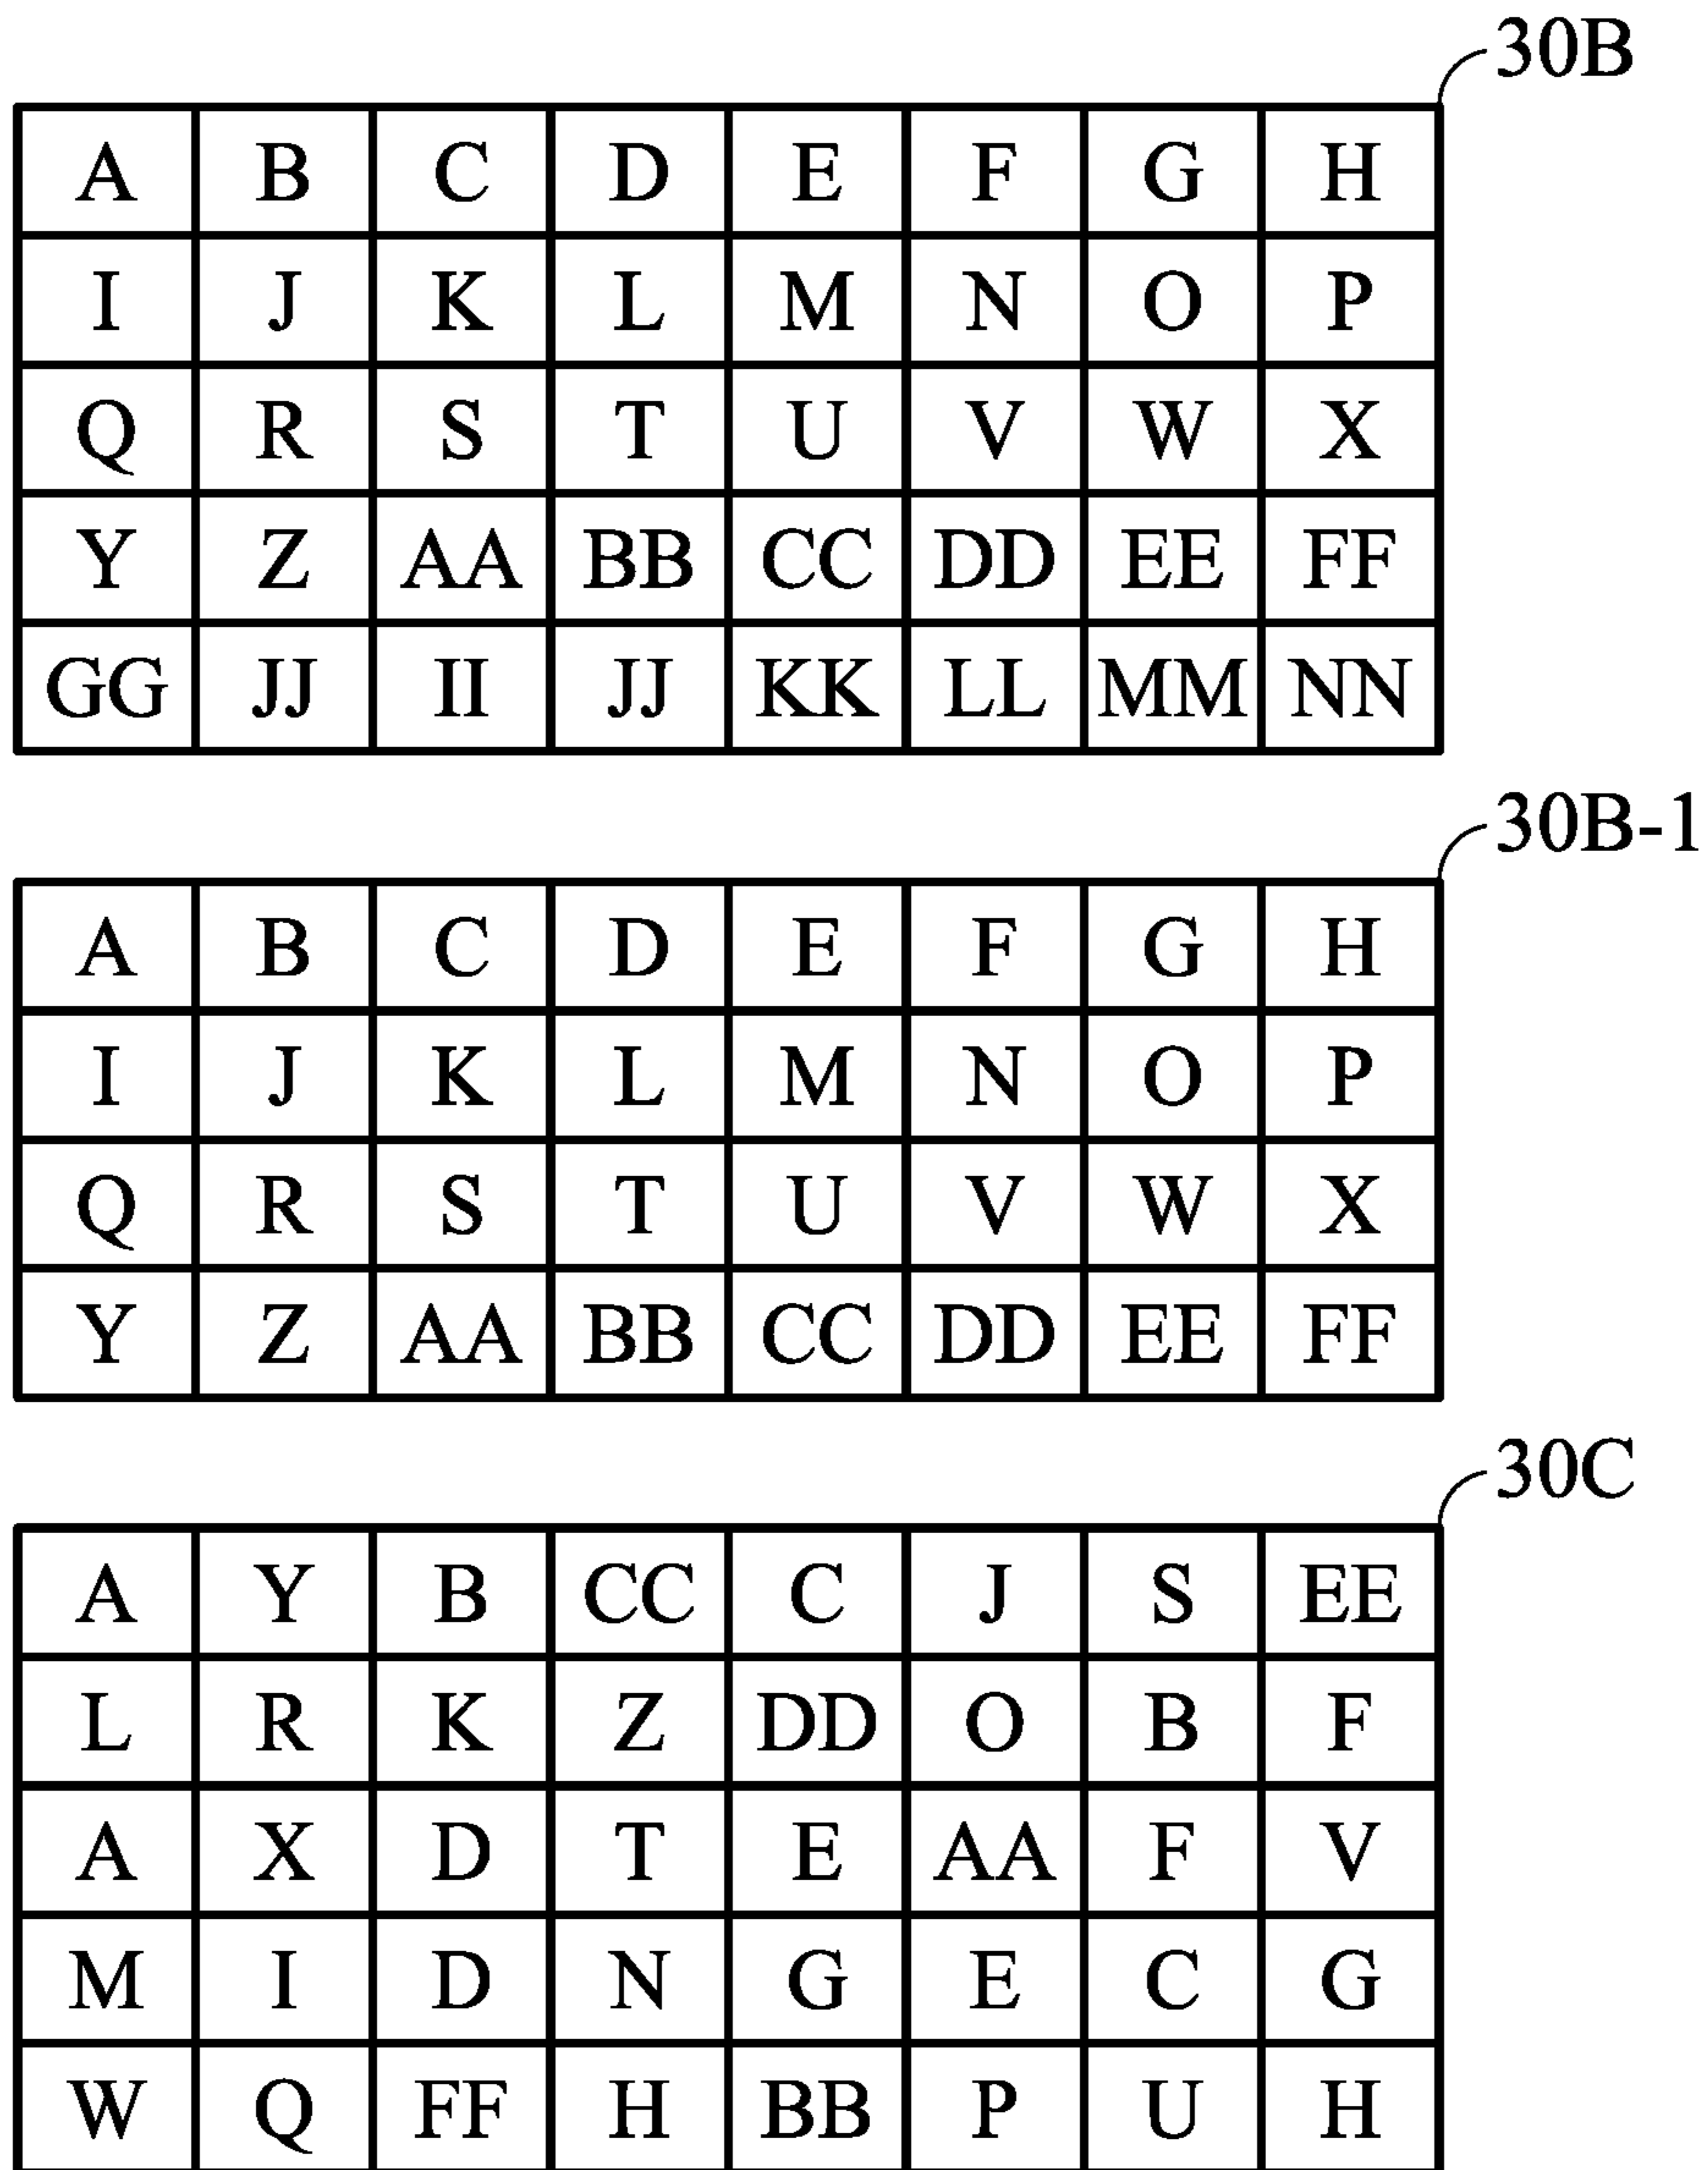 30B
A B C D E F G H
I J K L M N O P
Q R S T U V W X
Y Z AA BB CC DD EE FF
GG JJ II JJ KK LL MM NN
30B-1
A B C D E F G H
I J K L M N O P
Q R S T U V W X
Y Z AA BB CC DD EE FF
30C
A Y B CC C J S EE
L R K Z DD O B F
A X D T E AA F V
M I D N G E C G
W Q FF H BB P U H